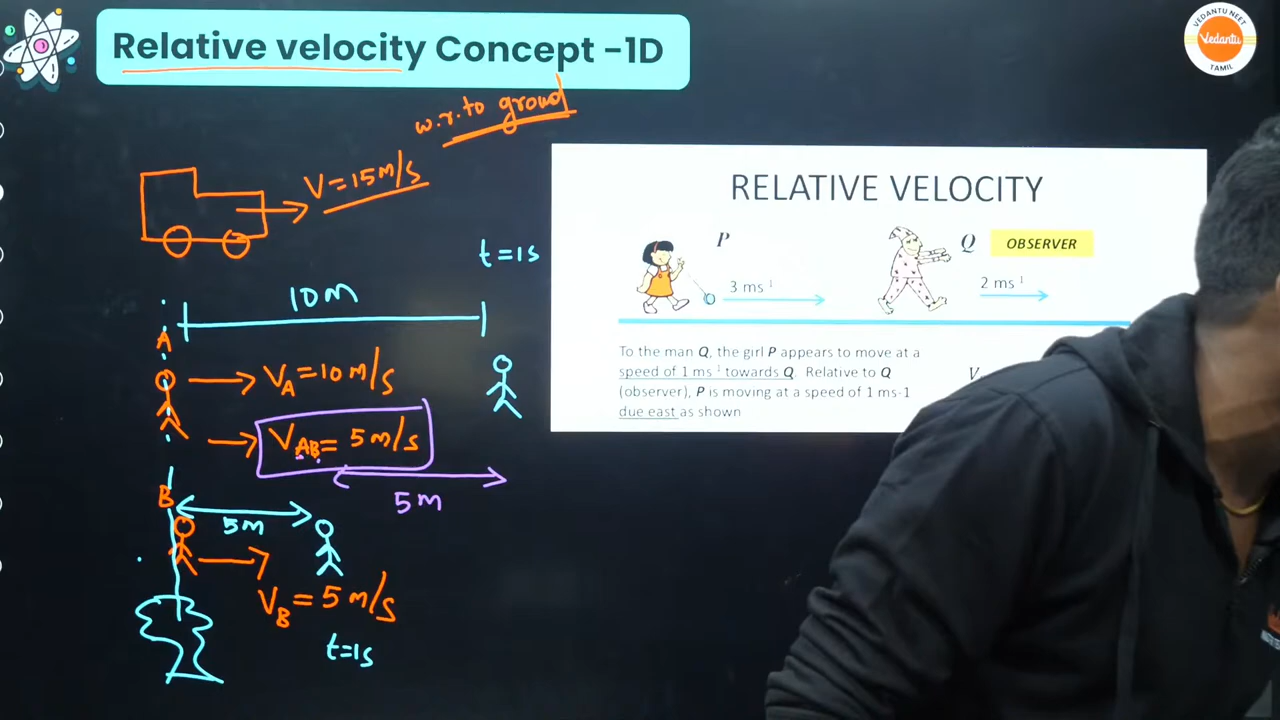 Relative velocity Concept -1D
VEDANTU NEET
Vedantu
TAMIL
w.r.to ground
V=15m/s
t=1s
10m
A
VA=10m/s
VAB= 5m/s
5m
B
5m
VB= 5m/s
t=1s
RELATIVE VELOCITY
P
3 ms⁻¹
Q
OBSERVER
2 ms⁻¹
To the man Q, the girl P appears to move at a
speed of 1 ms⁻¹ towards Q. Relative to Q
(observer), P is moving at a speed of 1 ms-1
due east as shown
V